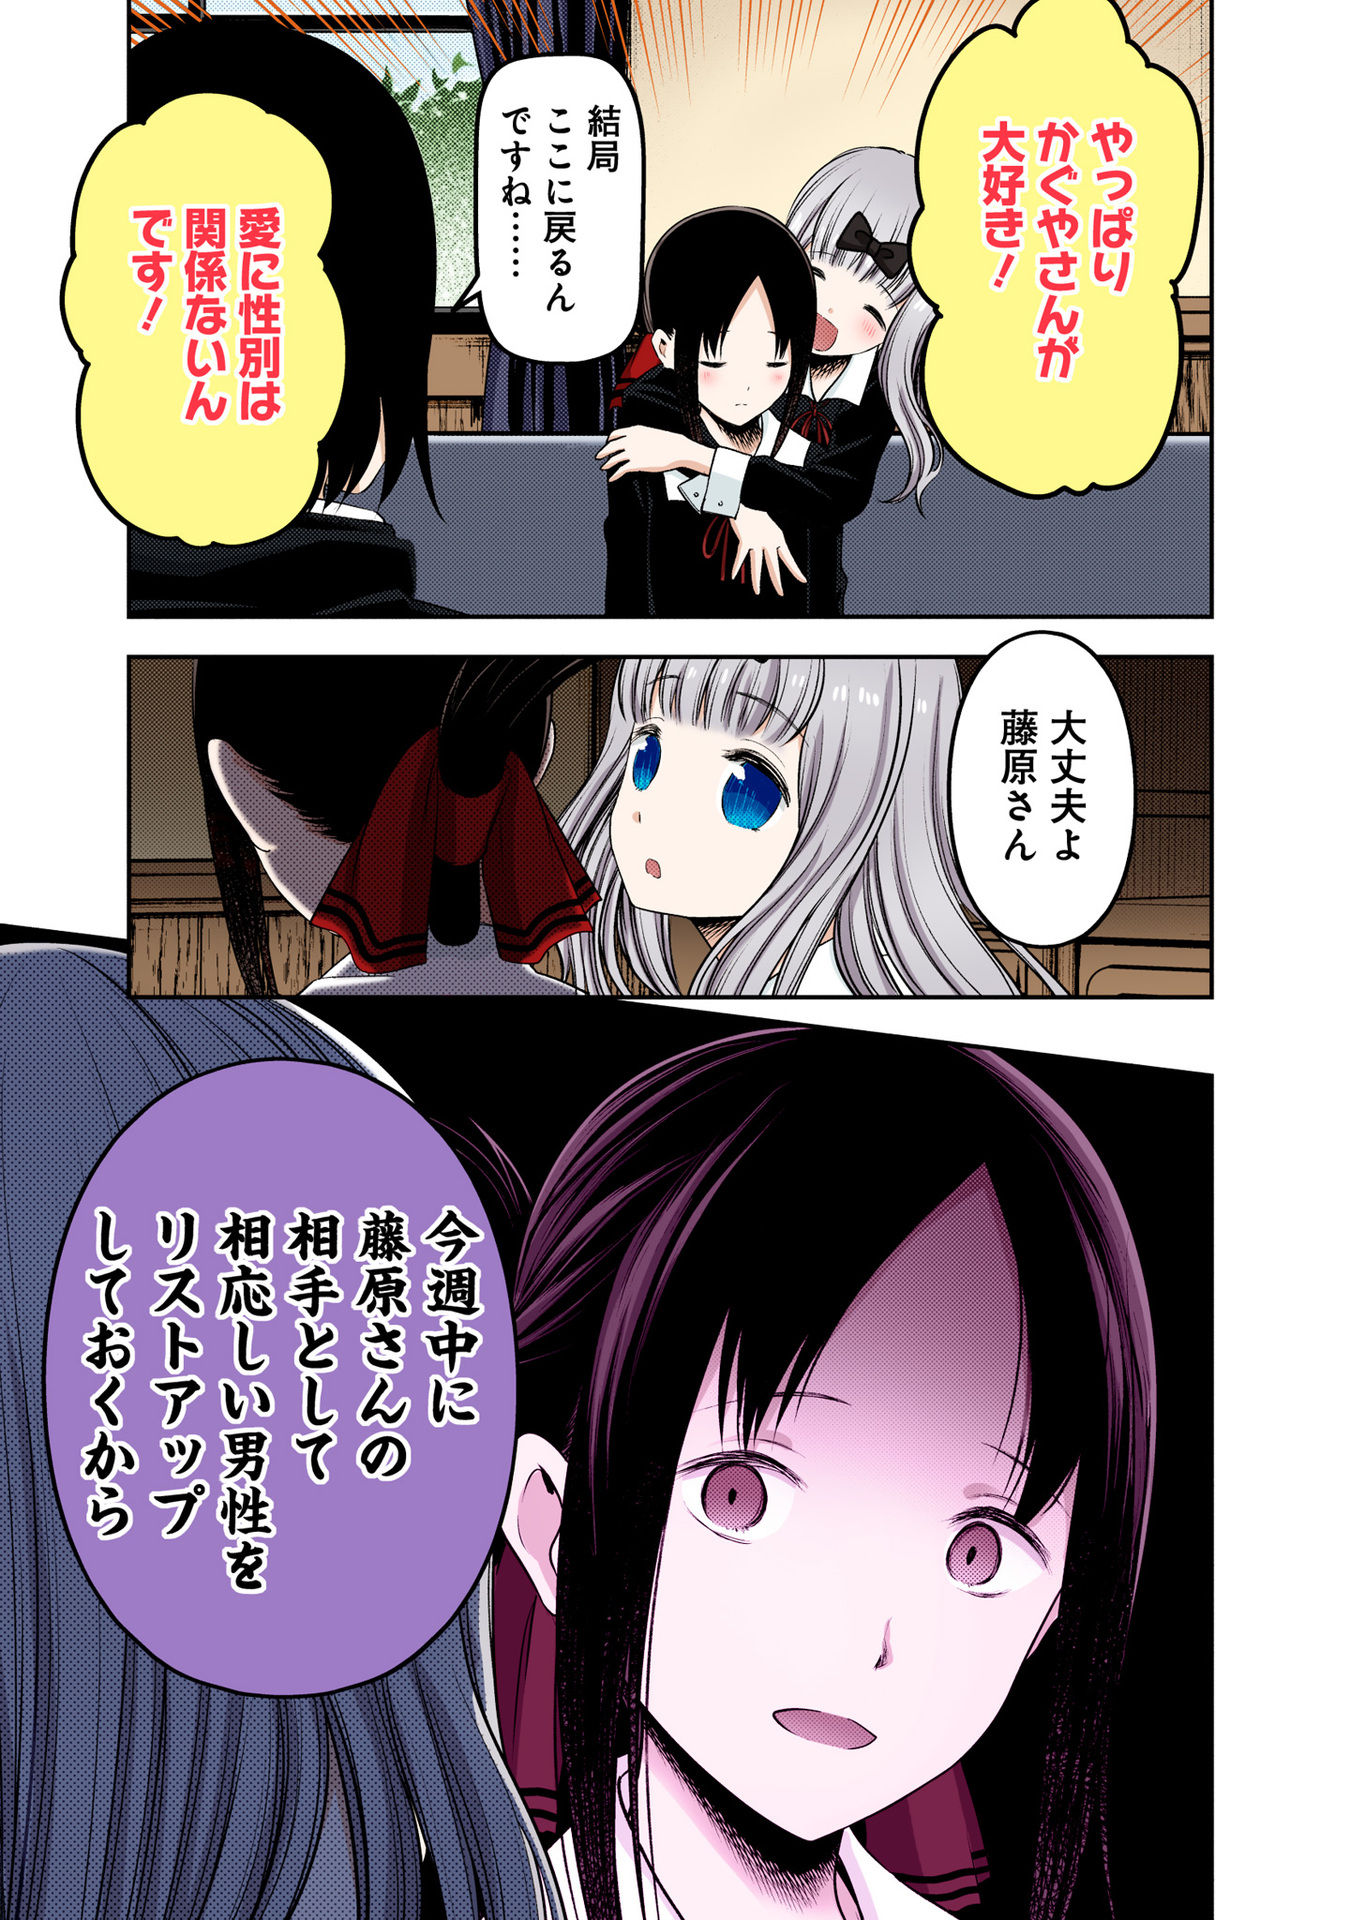 やっぱり
かぐやさんが
大好き！
結局
ここに戻るん
ですね……
愛に性別は
関係ないん
です！
大丈夫よ
藤原さん
今週中に
藤原さんの
相手として
相応しい男性を
リストアップ
しておくから